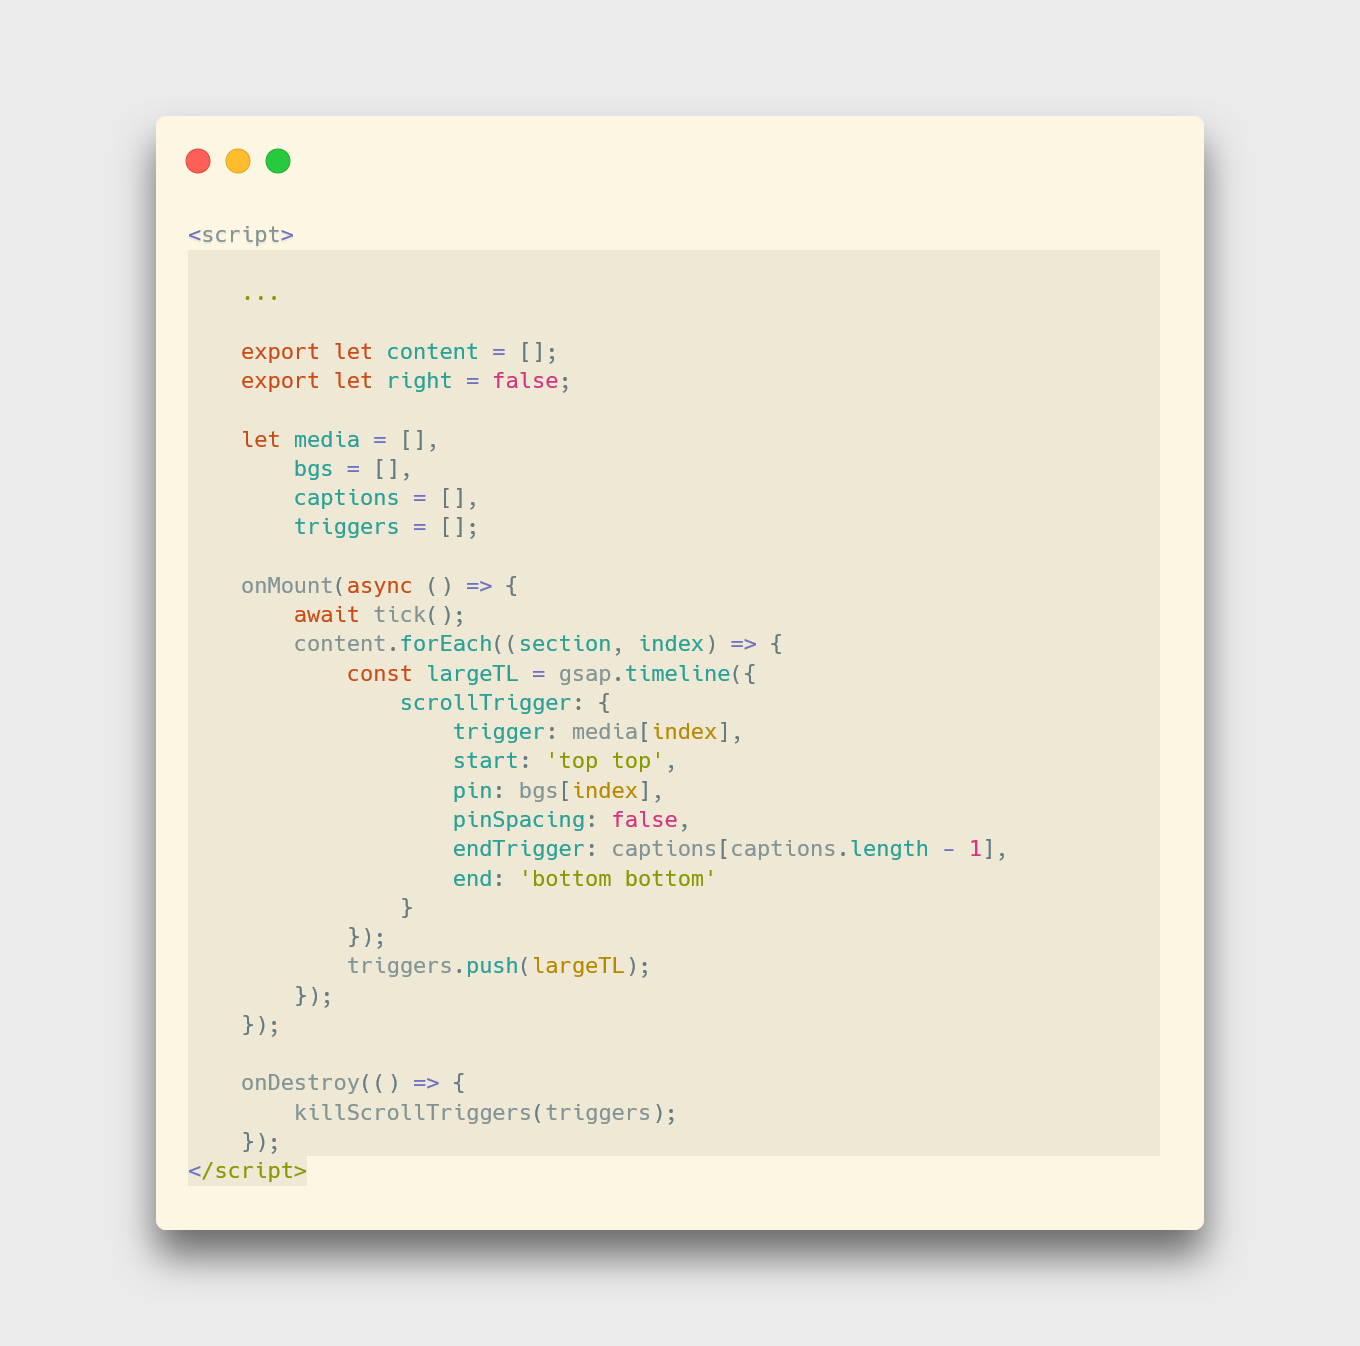 <script>
    ...
    export let content = [];
    export let right = false;
    let media = [],
        bgs = [],
        captions = [],
        triggers = [];
    onMount(async () => {
        await tick();
        content.forEach((section, index) => {
            const largeTL = gsap.timeline({
                scrollTrigger: {
                    trigger: media[index],
                    start: 'top top',
                    pin: bgs[index],
                    pinSpacing: false,
                    endTrigger: captions[captions.length - 1],
                    end: 'bottom bottom'
                }
            });
            triggers.push(largeTL);
        });
    });
    onDestroy(() => {
        killScrollTriggers(triggers);
    });
</script>